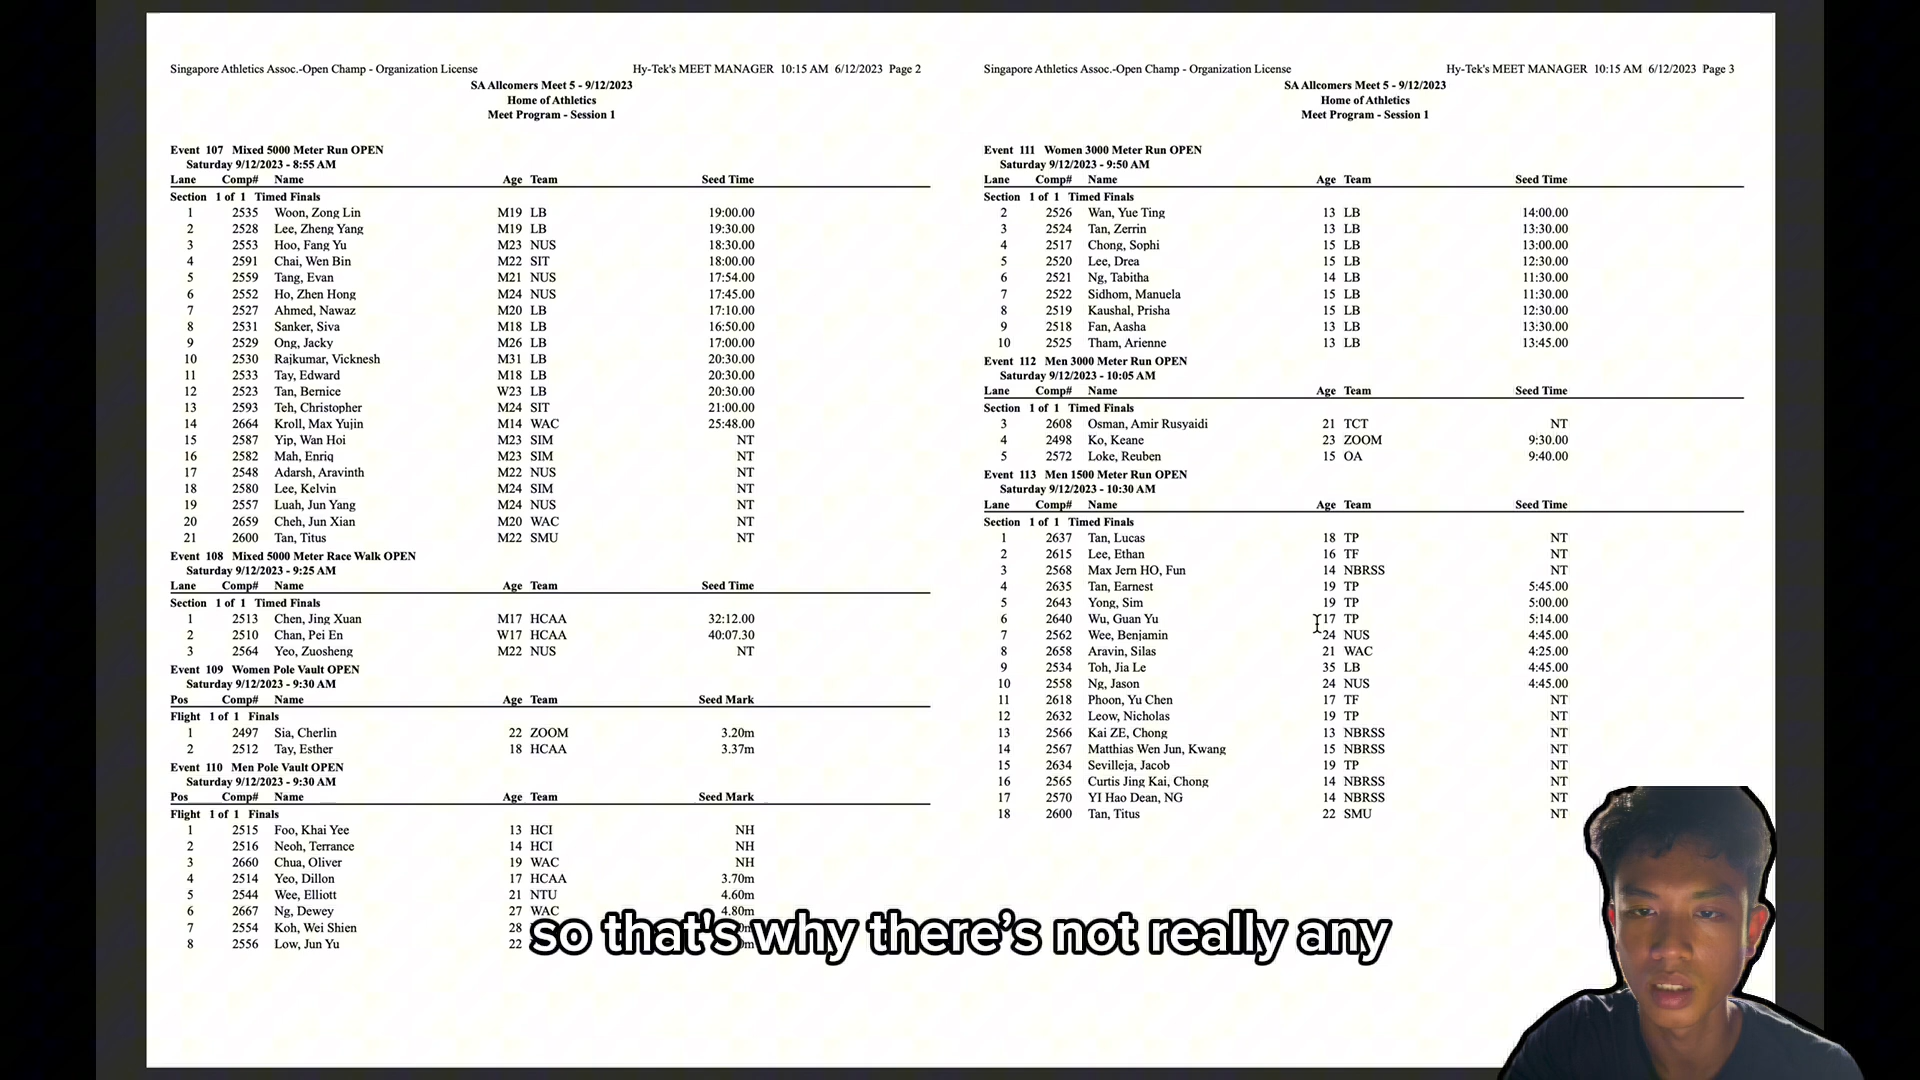 Singapore Athletics Assoc.-Open Champ - Organization License Hy-Tek's MEET MANAGER 10:15 AM 6/12/2023 Page 2
SA Allcomers Meet 5 - 9/12/2023
Home of Athletics
Meet Program - Session 1
Event 107 Mixed 5000 Meter Run OPEN
Saturday 9/12/2023 - 8:55 AM
Lane Comp# Name Age Team Seed Time
Section 1 of 1 Timed Finals
1 2535 Woon, Zong Lin M19 LB 19:00.00
2 2528 Lee, Zheng Yang M19 LB 19:30.00
3 2553 Hoo, Fang Yu M23 NUS 18:30.00
4 2591 Chai, Wen Bin M22 SIT 18:00.00
5 2559 Tang, Evan M21 NUS 17:54.00
6 2552 Ho, Zhen Hong M24 NUS 17:45.00
7 2527 Ahmed, Nawaz M20 LB 17:10.00
8 2531 Sanker, Siva M18 LB 16:50.00
9 2529 Ong, Jacky M26 LB 17:00.00
10 2530 Rajkumar, Vicknesh M31 LB 20:30.00
11 2533 Tay, Edward M18 LB 20:30.00
12 2523 Tan, Bernice W23 LB 20:30.00
13 2593 Teh, Christopher M24 SIT 21:00.00
14 2664 Kroll, Max Yujin M14 WAC 25:48.00
15 2587 Yip, Wan Hoi M23 SIM NT
16 2582 Mah, Enriq M23 SIM NT
17 2548 Adarsh, Aravinth M22 NUS NT
18 2580 Lee, Kelvin M24 SIM NT
19 2557 Luah, Jun Yang M24 NUS NT
20 2659 Cheh, Jun Xian M20 WAC NT
21 2600 Tan, Titus M22 SMU NT
Event 108 Mixed 5000 Meter Race Walk OPEN
Saturday 9/12/2023 - 9:25 AM
Lane Comp# Name Age Team Seed Time
Section 1 of 1 Timed Finals
1 2513 Chen, Jing Xuan M17 HCAA 32:12.00
2 2510 Chan, Pei En W17 HCAA 40:07.30
3 2564 Yeo, Zuosheng M22 NUS NT
Event 109 Women Pole Vault OPEN
Saturday 9/12/2023 - 9:30 AM
Pos Comp# Name Age Team Seed Mark
Flight 1 of 1 Finals
1 2497 Sia, Cherlin 22 ZOOM 3.20m
2 2512 Tay, Esther 18 HCAA 3.37m
Event 110 Men Pole Vault OPEN
Saturday 9/12/2023 - 9:30 AM
Pos Comp# Name Age Team Seed Mark
Flight 1 of 1 Finals
1 2515 Foo, Khai Yee 13 HCI NH
2 2516 Neoh, Terrance 14 HCI NH
3 2660 Chua, Oliver 19 WAC NH
4 2514 Yeo, Dillon 17 HCAA 3.70m
5 2544 Wee, Elliott 21 NTU 4.60m
6 2667 Ng, Dewey 27 WAC 4.80m
7 2554 Koh, Wei Shien 28
8 2556 Low, Jun Yu 22
Singapore Athletics Assoc.-Open Champ - Organization License Hy-Tek's MEET MANAGER 10:15 AM 6/12/2023 Page 3
SA Allcomers Meet 5 - 9/12/2023
Home of Athletics
Meet Program - Session 1
Event 111 Women 3000 Meter Run OPEN
Saturday 9/12/2023 - 9:50 AM
Lane Comp# Name Age Team Seed Time
Section 1 of 1 Timed Finals
2 2526 Wan, Yue Ting 13 LB 14:00.00
3 2524 Tan, Zerrin 13 LB 13:30.00
4 2517 Chong, Sophi 15 LB 13:00.00
5 2520 Lee, Drea 15 LB 12:30.00
6 2521 Ng, Tabitha 14 LB 11:30.00
7 2522 Sidhom, Manuela 15 LB 11:30.00
8 2519 Kaushal, Prisha 15 LB 12:30.00
9 2518 Fan, Aasha 13 LB 13:30.00
10 2525 Tham, Arienne 13 LB 13:45.00
Event 112 Men 3000 Meter Run OPEN
Saturday 9/12/2023 - 10:05 AM
Lane Comp# Name Age Team Seed Time
Section 1 of 1 Timed Finals
3 2608 Osman, Amir Rusyaidi 21 TCT NT
4 2498 Ko, Keane 23 ZOOM 9:30.00
5 2572 Loke, Reuben 15 OA 9:40.00
Event 113 Men 1500 Meter Run OPEN
Saturday 9/12/2023 - 10:30 AM
Lane Comp# Name Age Team Seed Time
Section 1 of 1 Timed Finals
1 2637 Tan, Lucas 18 TP NT
2 2615 Lee, Ethan 16 TF NT
3 2568 Max Jern HO, Fun 14 NBRSS NT
4 2635 Tan, Earnest 19 TP 5:45.00
5 2643 Yong, Sim 19 TP 5:00.00
6 2640 Wu, Guan Yu 17 TP 5:14.00
7 2562 Wee, Benjamin 24 NUS 4:45.00
8 2658 Aravin, Silas 21 WAC 4:25.00
9 2534 Toh, Jia Le 35 LB 4:45.00
10 2558 Ng, Jason 24 NUS 4:45.00
11 2618 Phoon, Yu Chen 17 TF NT
12 2632 Leow, Nicholas 19 TP NT
13 2566 Kai ZE, Chong 13 NBRSS NT
14 2567 Matthias Wen Jun, Kwang 15 NBRSS NT
15 2634 Sevilleja, Jacob 19 TP NT
16 2565 Curtis Jing Kai, Chong 14 NBRSS NT
17 2570 YI Hao Dean, NG 14 NBRSS NT
18 2600 Tan, Titus 22 SMU NT
so that's why there's not really any